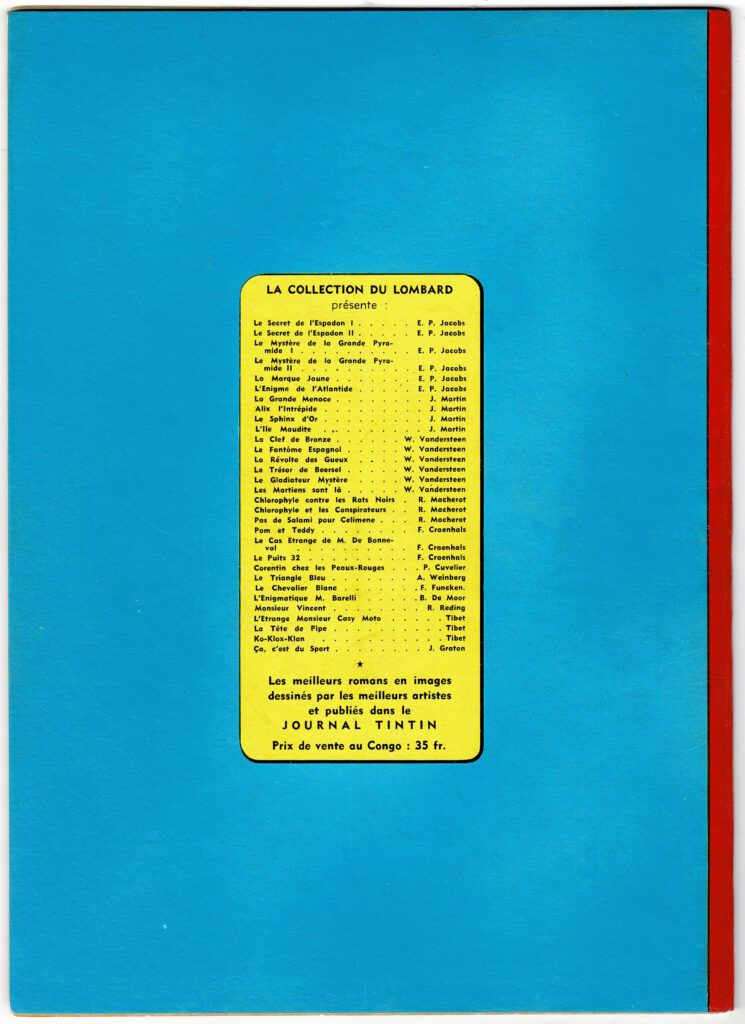 LA COLLECTION DU LOMBARD
présente :
Le Secret de l'Espadon I . . . . . E. P. Jacobs
Le Secret de l'Espadon II . . . . . E. P. Jacobs
Le Mystère de la Grande Pyra-
mide I . . . . . . . . . . . E. P. Jacobs
Le Mystère de la Grande Pyra-
mide II . . . . . . . . . . . E. P. Jacobs
La Marque Jaune . . . . . . . E. P. Jacobs
L'Enigme de l'Atlantide . . . . . E. P. Jacobs
La Grande Menace . . . . . . . . J. Martin
Alix l'Intrépide . . . . . . . . . J. Martin
Le Sphinx d'Or . . . . . . . . . J. Martin
L'Ile Maudite . . . . . . . . . . J. Martin
La Clef de Bronze . . . . . . W. Vandersteen
Le Fantôme Espagnol . . . . . W. Vandersteen
La Révolte des Gueux . . . . . W. Vandersteen
Le Trésor de Beersel . . . . . W. Vandersteen
Le Gladiateur Mystère . . . . . W. Vandersteen
Les Martiens sont là . . . . . W. Vandersteen
Chlorophyle contre les Rats Noirs . R. Macherot
Chlorophyle et les Conspirateurs . . R. Macherot
Pas de Salami pour Celimene . . . R. Macherot
Pom et Teddy . . . . . . . . . F. Craenhals
Le Cas Etrange de M. De Bonne-
val . . . . . . . . . . . F. Craenhals
Le Puits 32 . . . . . . . . . . F. Craenhals
Corentin chez les Peaux-Rouges . . . . P. Cuvelier
Le Triangle Bleu . . . . . . . . A. Weinberg
Le Chevalier Blanc . . . . . . . . F. Funcken.
L'Enigmatique M. Barelli . . . . . . B. De Moor
Monsieur Vincent . . . . . . . . . R. Reding
L'Etrange Monsieur Casy Moto . . . . . . Tibet
La Tête de Pipe . . . . . . . . . . . Tibet
Ko-Klox-Klan . . . . . . . . . . . Tibet
Ça, c'est du Sport . . . . . . . . J. Graton
★
Les meilleurs romans en images
dessinés par les meilleurs artistes
et publiés dans le
JOURNAL TINTIN
Prix de vente au Congo : 35 fr.